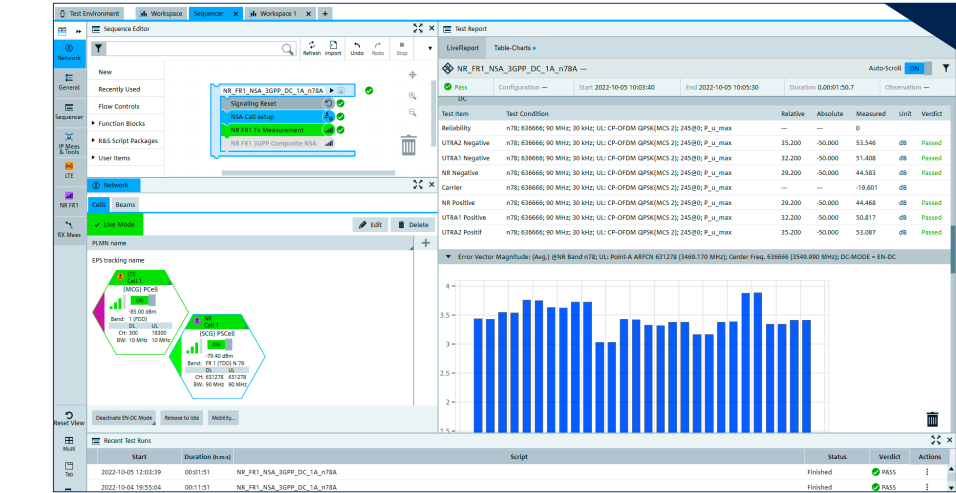 Test Environment
Workspace
Sequencer ×
Workspace 1 ×
+
Sequence Editor
Refresh Import Undo Redo Stop
Network
General
Sequencer
IP Meas & Tools
LTE
NR FR1
RX Meas
Reset View
Multi
Tab
New
Recently Used
Flow Controls
Function Blocks
R&S Script Packages
User Items
NR_FR1_NSA_3GPP_DC_1A_n78A
Signaling Reset
NSA Call setup
NR FR1 Tx Measurement
NR FR1 3GPP Composite NSA
Network
Cells Beams
Live Mode
Edit Delete
PLMN name
EPS tracking name
LTE
Cell 1
(MCG) PCell
ON
-85.00 dBm
Band: 1 (FDD)
DL UL
CH: 300 18300
BW: 10 MHz 10 MHz
NR
Cell 1
(SCG) PSCell
ON
-79.40 dBm
Band: FR 1 (TDD) N 78
DL UL
CH: 631278 631278
BW: 90 MHz 90 MHz
Deactivate EN-DC Mode Release to Idle Mobility...
Test Report
LiveReport Table-Charts
NR_FR1_NSA_3GPP_DC_1A_n78A —
Auto-Scroll ON
Pass Configuration — Start 2022-10-05 10:03:40 End 2022-10-05 10:05:30 Duration 0.00:01:50.7 Observation —
DC
Test Item Test Condition Relative Absolute Measured Unit Verdict
Reliability n78; 636666; 90 MHz; 30 kHz; UL: CP-OFDM QPSK(MCS 2); 245@0; P_u_max --- --- 0
UTRA2 Negative n78; 636666; 90 MHz; 30 kHz; UL: CP-OFDM QPSK(MCS 2); 245@0; P_u_max 35.200 -50.000 53.546 dB Passed
UTRA1 Negative n78; 636666; 90 MHz; 30 kHz; UL: CP-OFDM QPSK(MCS 2); 245@0; P_u_max 32.200 -50.000 51.408 dB Passed
NR Negative n78; 636666; 90 MHz; 30 kHz; UL: CP-OFDM QPSK(MCS 2); 245@0; P_u_max 29.200 -50.000 44.583 dB Passed
Carrier n78; 636666; 90 MHz; 30 kHz; UL: CP-OFDM QPSK(MCS 2); 245@0; P_u_max --- --- -19.601 dB
NR Positive n78; 636666; 90 MHz; 30 kHz; UL: CP-OFDM QPSK(MCS 2); 245@0; P_u_max 29.200 -50.000 44.468 dB Passed
UTRA1 Positive n78; 636666; 90 MHz; 30 kHz; UL: CP-OFDM QPSK(MCS 2); 245@0; P_u_max 32.200 -50.000 50.817 dB Passed
UTRA2 Positif n78; 636666; 90 MHz; 30 kHz; UL: CP-OFDM QPSK(MCS 2); 245@0; P_u_max 35.200 -50.000 53.087 dB Passed
Error Vector Magnitude: (Avg.) @NR Band n78; UL: Point-A ARFCN 631278 (3469.170 MHz); Center Freq. 636666 (3549.990 MHz); DC-MODE = EN-DC
4
3.5
3
2.5
2
1.5
Recent Test Runs
Start Duration (h:m:s) Script Status Verdict Actions
2022-10-05 12:03:39 00:01:51 NR_FR1_NSA_3GPP_DC_1A_n78A Finished PASS
2022-10-04 19:55:04 00:11:51 NR_FR1_NSA_3GPP_DC_1A_n78A Finished PASS